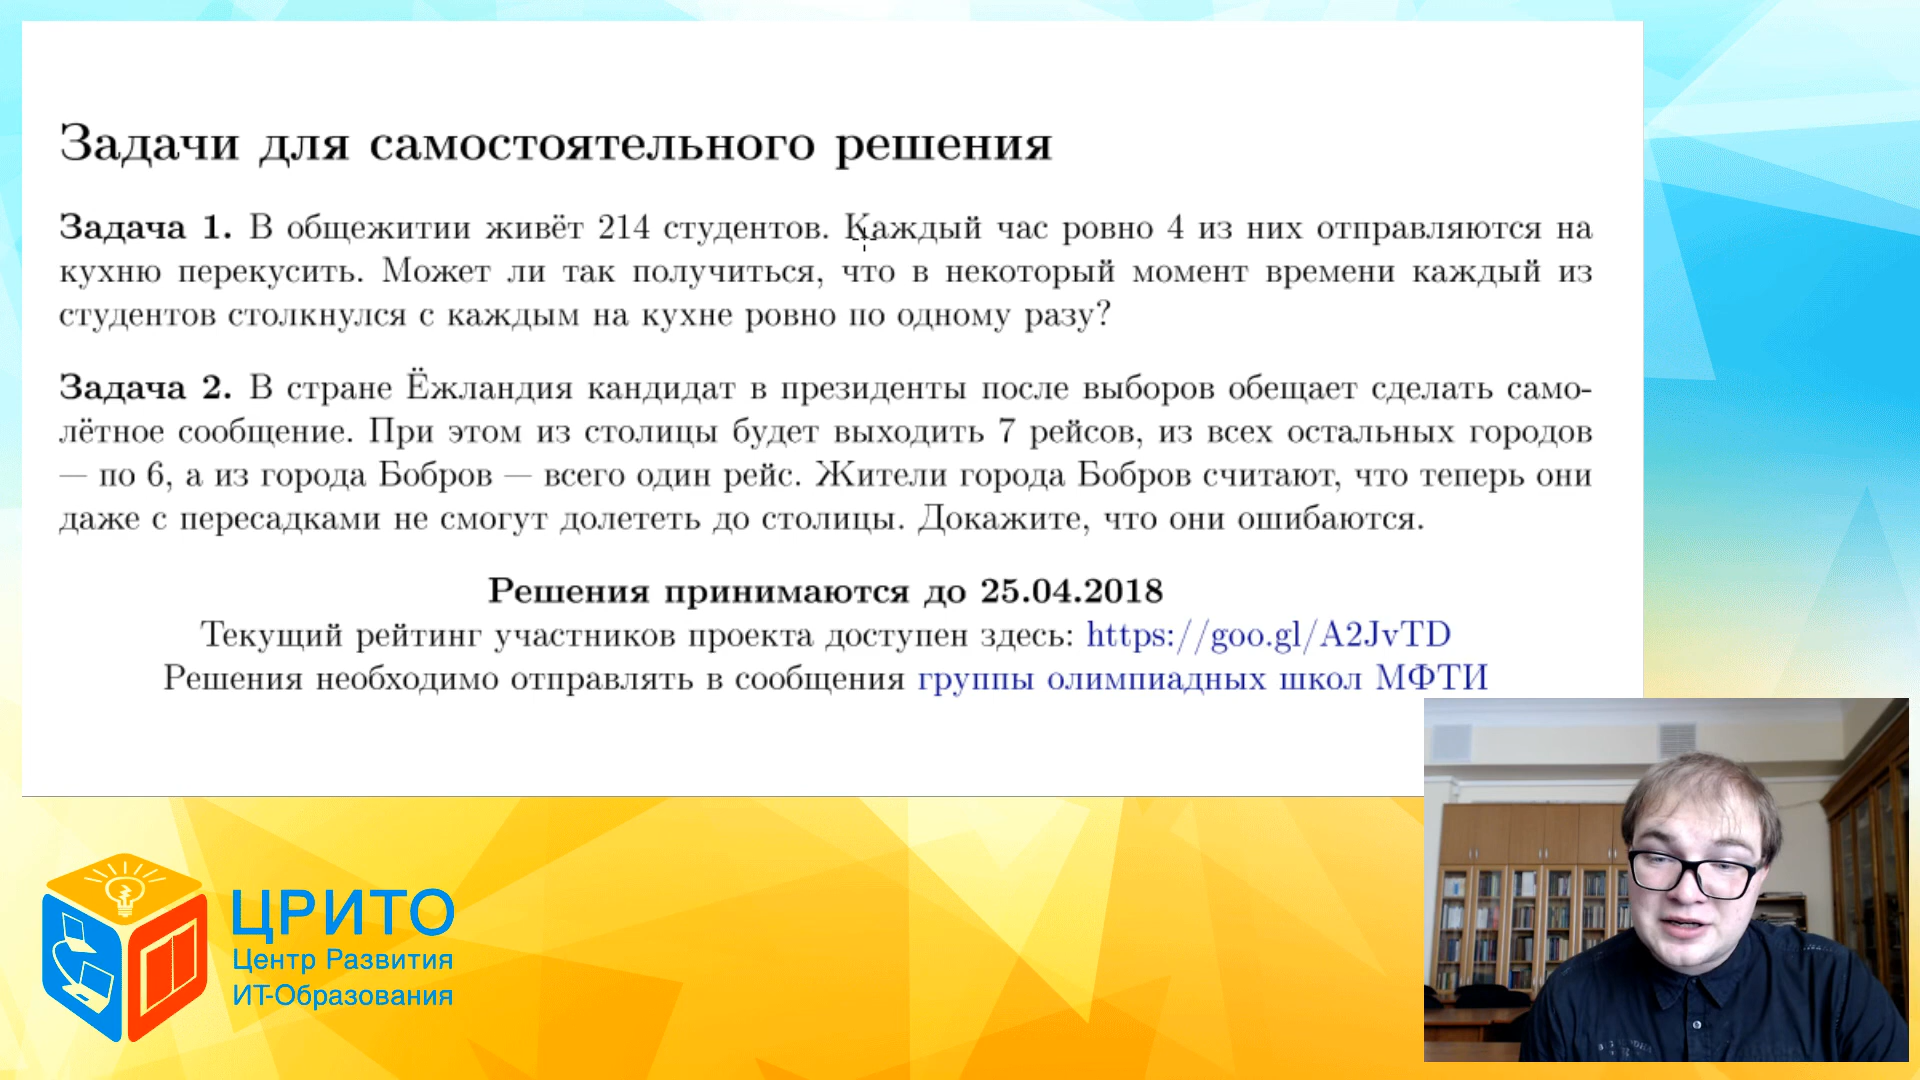 Задачи для самостоятельного решения
Задача 1. В общежитии живёт 214 студентов. Каждый час ровно 4 из них отправляются на
кухню перекусить. Может ли так получиться, что в некоторый момент времени каждый из
студентов столкнулся с каждым на кухне ровно по одному разу?
Задача 2. В стране Ёжландия кандидат в президенты после выборов обещает сделать само-
лётное сообщение. При этом из столицы будет выходить 7 рейсов, из всех остальных городов
— по 6, а из города Бобров — всего один рейс. Жители города Бобров считают, что теперь они
даже с пересадками не смогут долететь до столицы. Докажите, что они ошибаются.
Решения принимаются до 25.04.2018
Текущий рейтинг участников проекта доступен здесь: https://goo.gl/A2JvTD
Решения необходимо отправлять в сообщения группы олимпиадных школ МФТИ
ЦРИТО
Центр Развития
ИТ-Образования